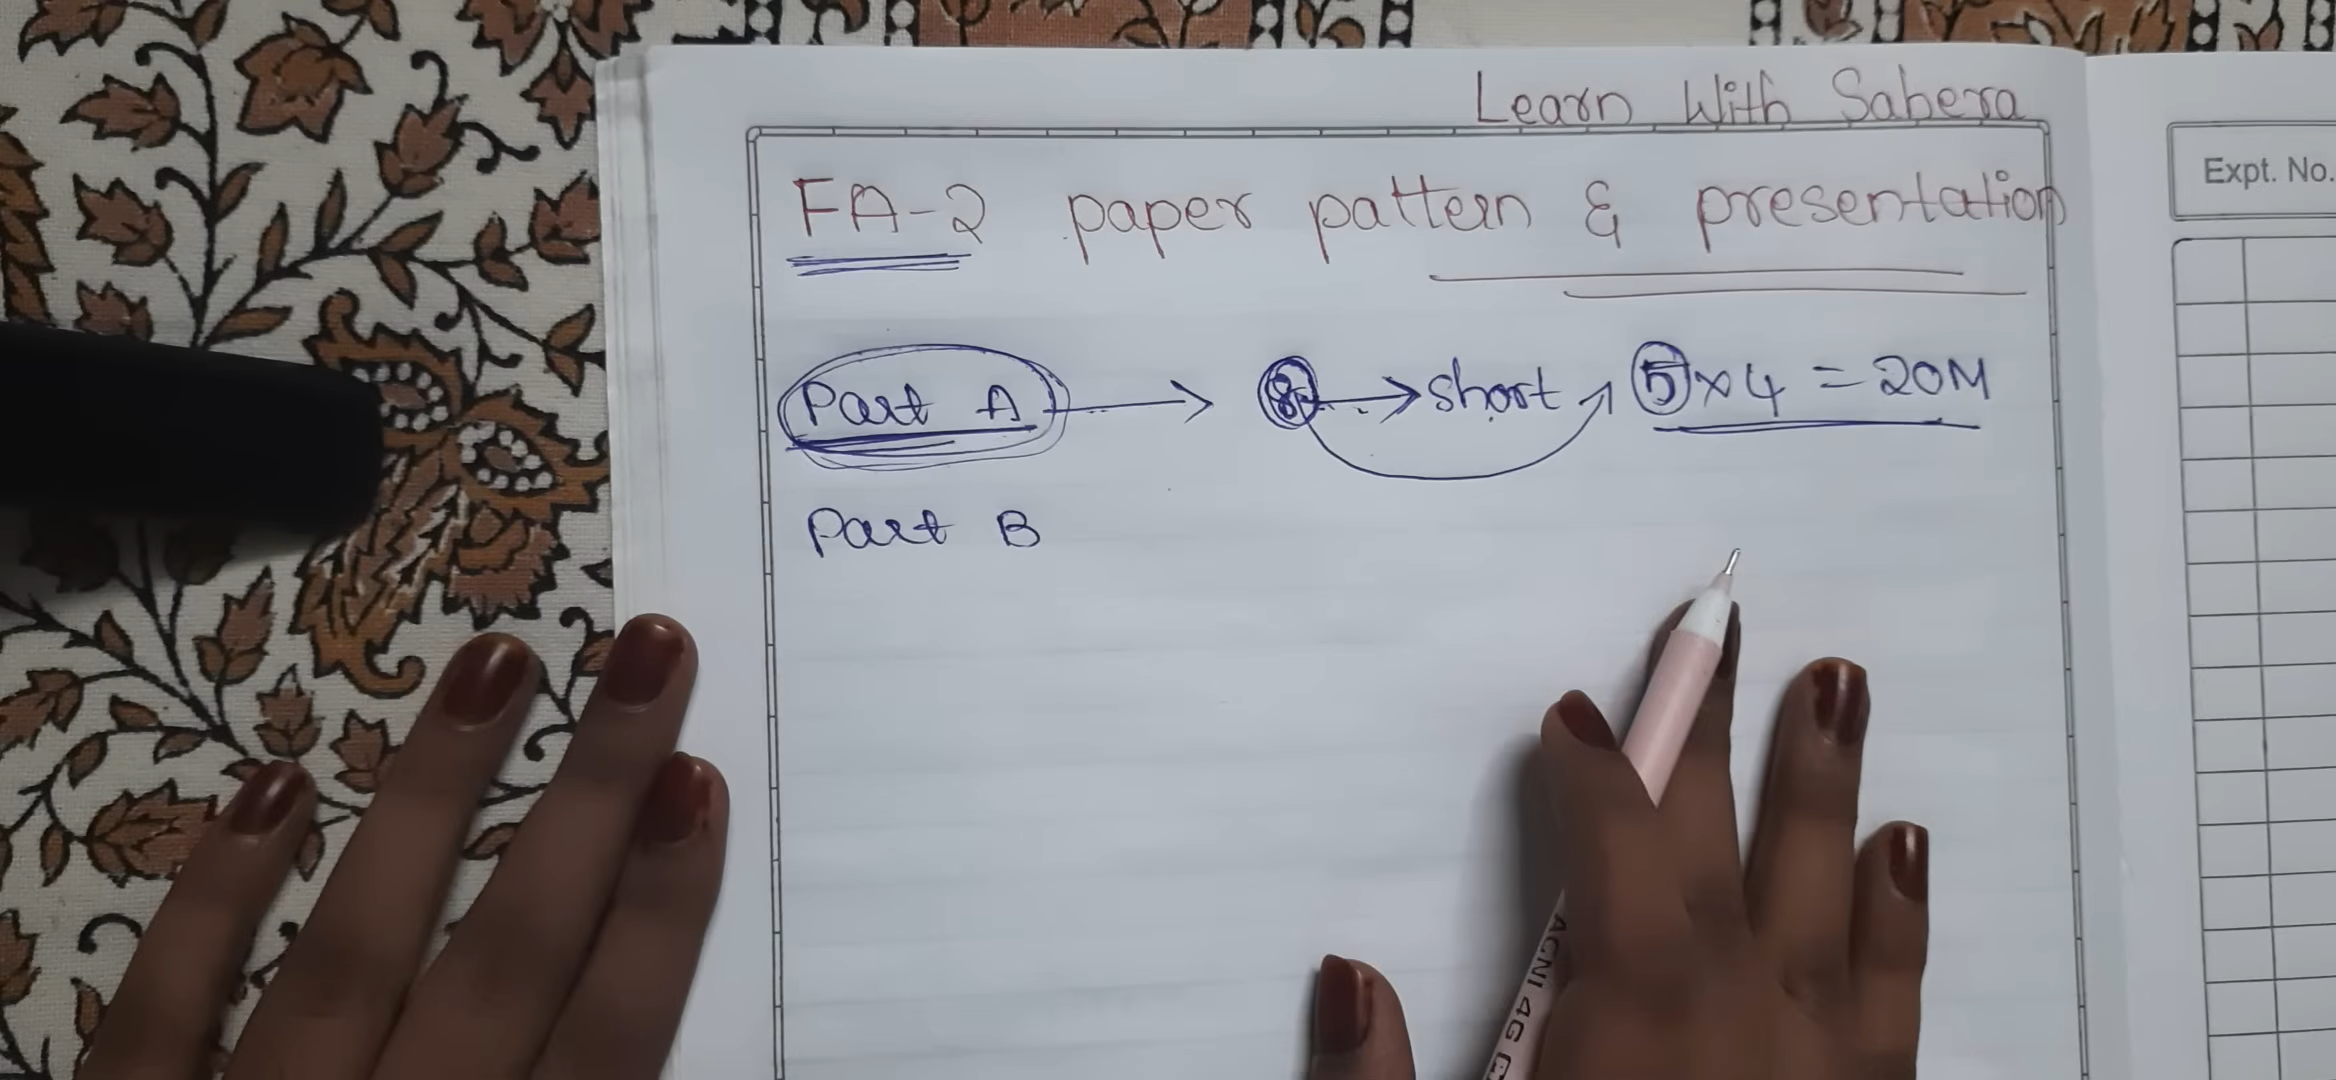 Learn With Sabera
FA-2 paper pattern & presentation
Expt. No.
Part A → 8 → short 5 × 4 = 20M
Part B